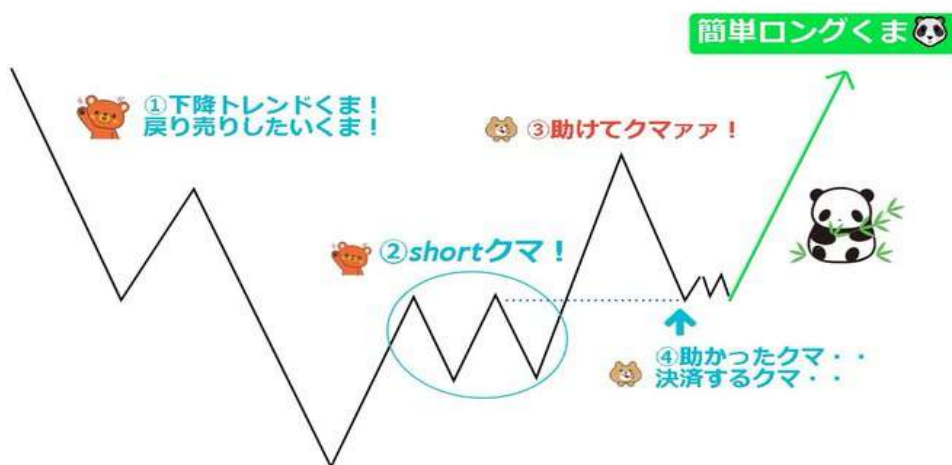 簡単ロングくま
①下降トレンドくま！
戻り売りしたいくま！
③助けてクマァァ！
②shortクマ！
④助かったクマ・・
決済するクマ・・